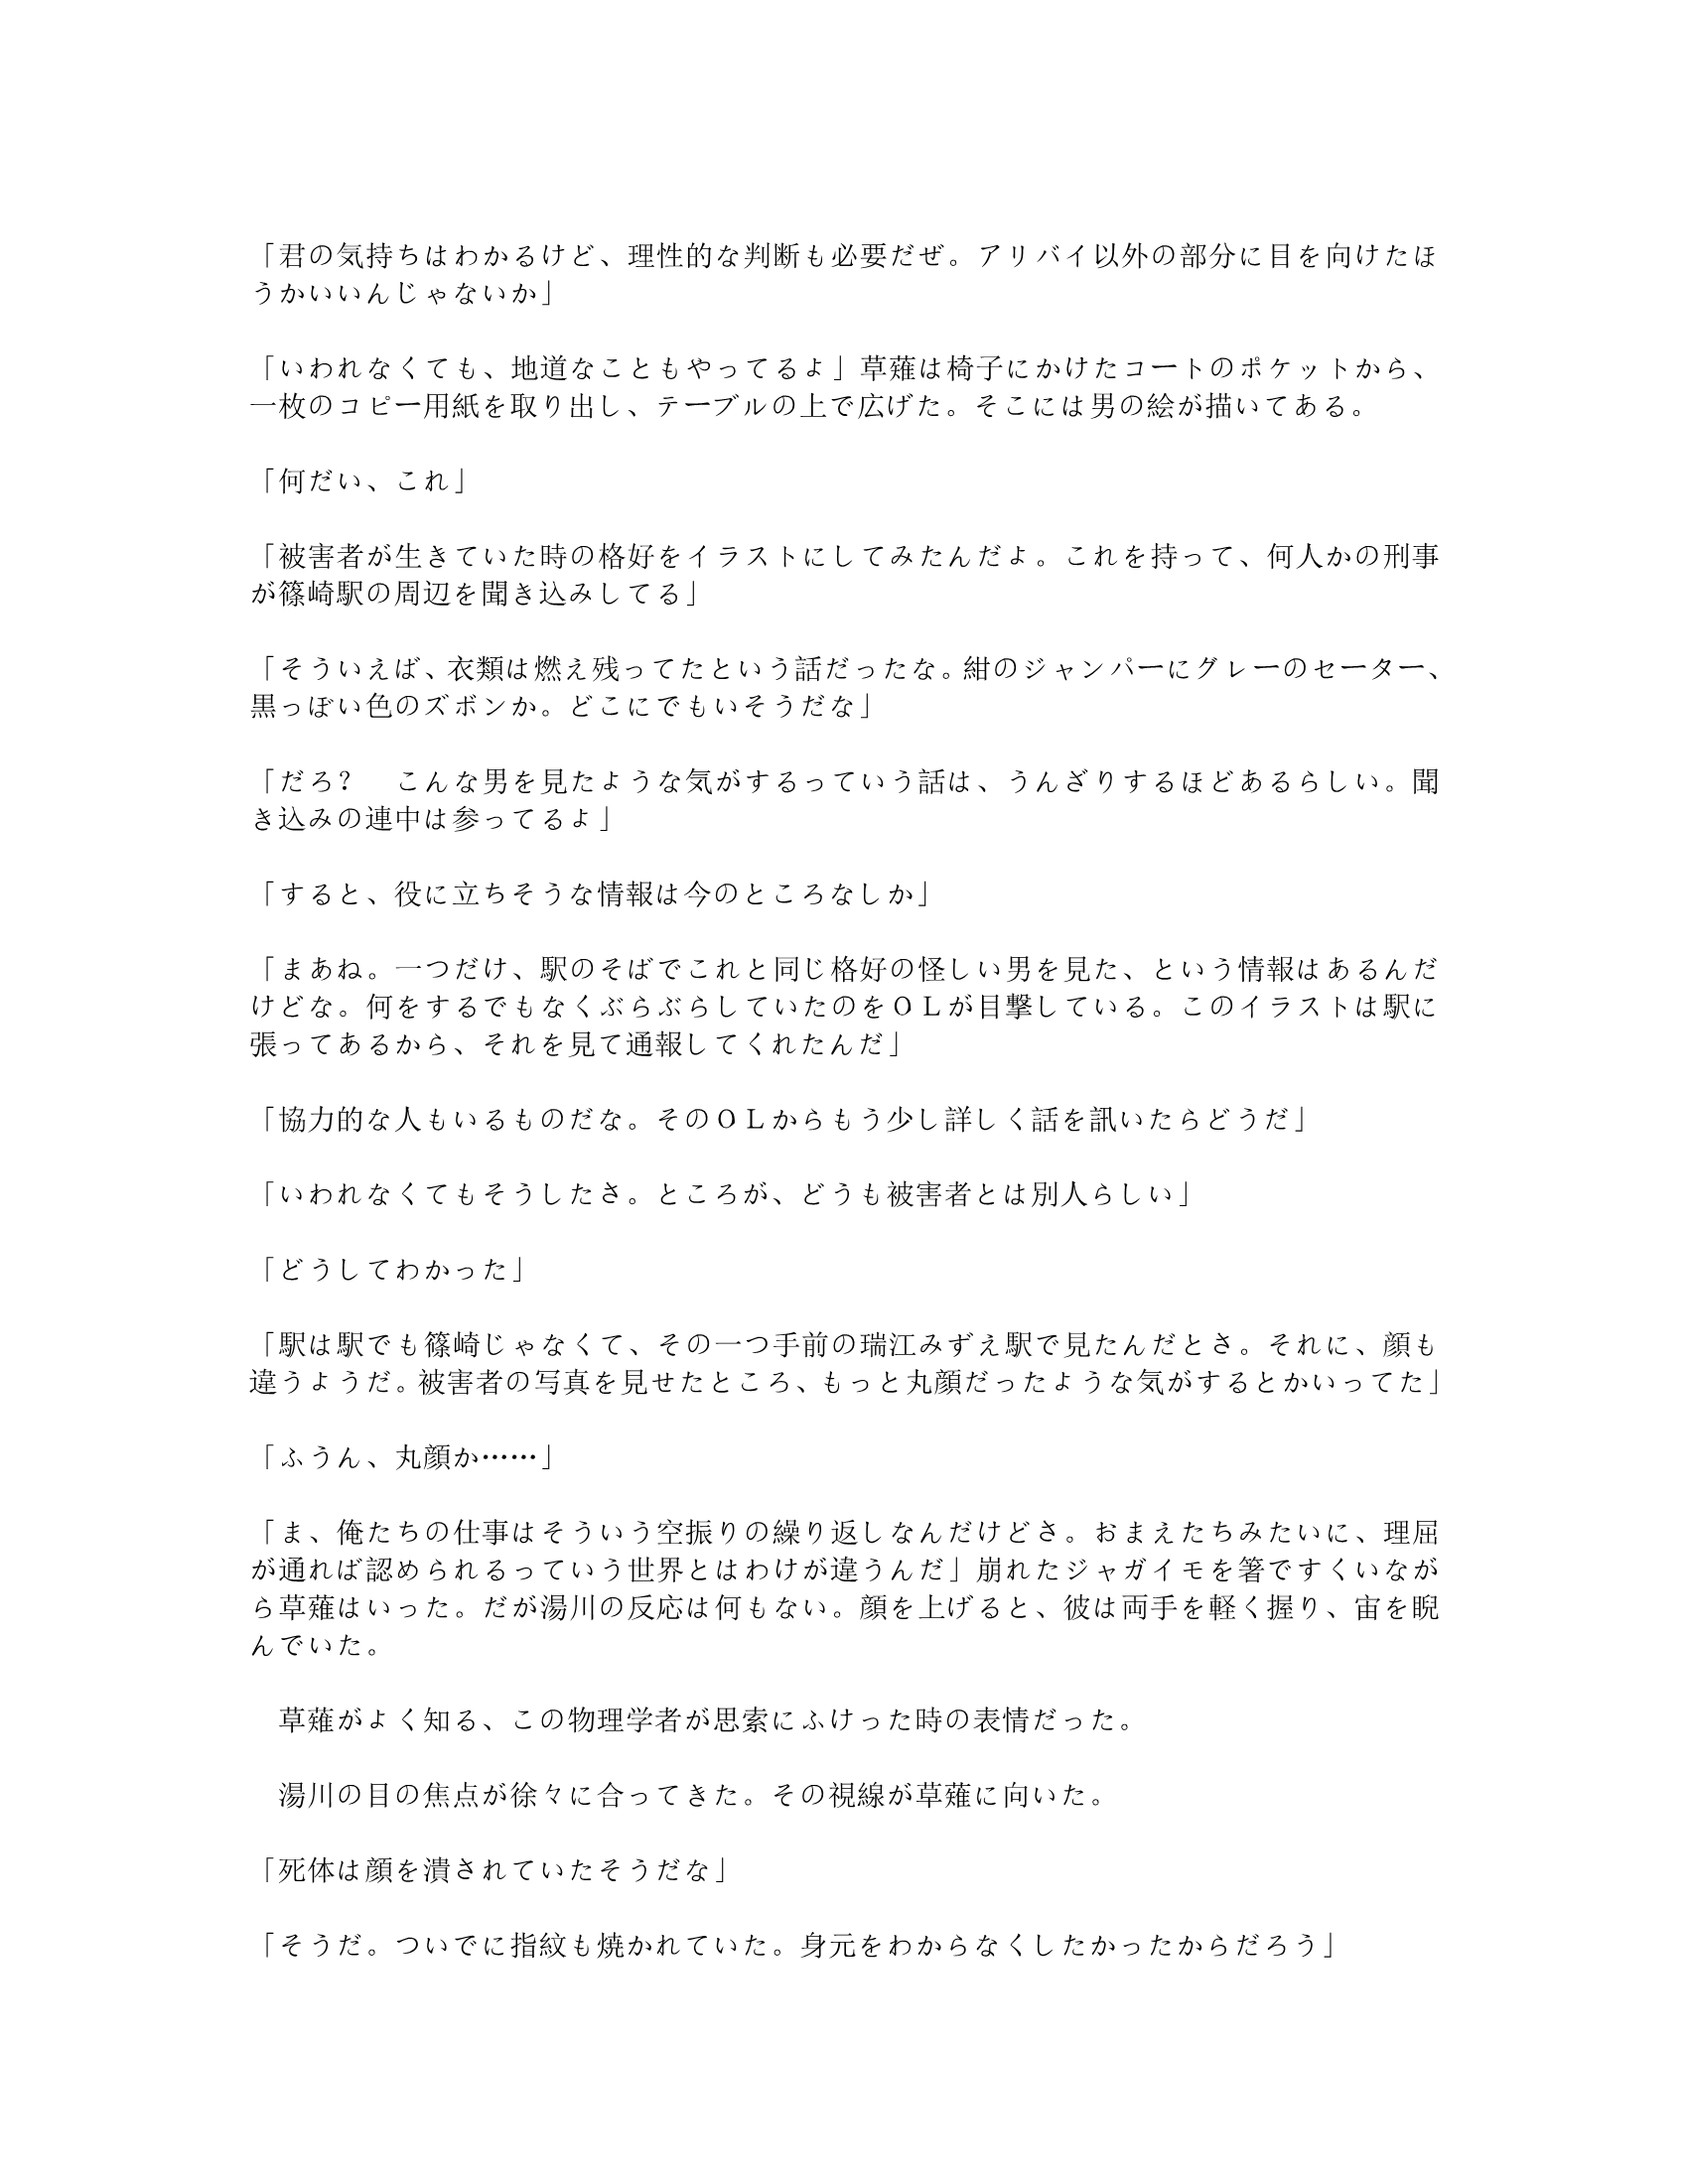 「君の気持ちはわかるけど、理性的な判断も必要だぜ。アリバイ以外の部分に目を向けたほ
うかいいんじゃないか」
「いわれなくても、地道なこともやってるよ」草薙は椅子にかけたコートのポケットから、
一枚のコピー用紙を取り出し、テーブルの上で広げた。そこには男の絵が描いてある。
「何だい、これ」
「被害者が生きていた時の格好をイラストにしてみたんだよ。これを持って、何人かの刑事
が篠崎駅の周辺を聞き込みしてる」
「そういえば、衣類は燃え残ってたという話だったな。紺のジャンパーにグレーのセーター、
黒っぽい色のズボンか。どこにでもいそうだな」
「だろ?　こんな男を見たような気がするっていう話は、うんざりするほどあるらしい。聞
き込みの連中は参ってるよ」
「すると、役に立ちそうな情報は今のところなしか」
「まあね。一つだけ、駅のそばでこれと同じ格好の怪しい男を見た、という情報はあるんだ
けどな。何をするでもなくぶらぶらしていたのをＯＬが目撃している。このイラストは駅に
張ってあるから、それを見て通報してくれたんだ」
「協力的な人もいるものだな。そのＯＬからもう少し詳しく話を訊いたらどうだ」
「いわれなくてもそうしたさ。ところが、どうも被害者とは別人らしい」
「どうしてわかった」
「駅は駅でも篠崎じゃなくて、その一つ手前の瑞江みずえ駅で見たんだとさ。それに、顔も
違うようだ。被害者の写真を見せたところ、もっと丸顔だったような気がするとかいってた」
「ふうん、丸顔か……」
「ま、俺たちの仕事はそういう空振りの繰り返しなんだけどさ。おまえたちみたいに、理屈
が通れば認められるっていう世界とはわけが違うんだ」崩れたジャガイモを箸ですくいなが
ら草薙はいった。だが湯川の反応は何もない。顔を上げると、彼は両手を軽く握り、宙を睨
んでいた。
　草薙がよく知る、この物理学者が思索にふけった時の表情だった。
　湯川の目の焦点が徐々に合ってきた。その視線が草薙に向いた。
「死体は顔を潰されていたそうだな」
「そうだ。ついでに指紋も焼かれていた。身元をわからなくしたかったからだろう」